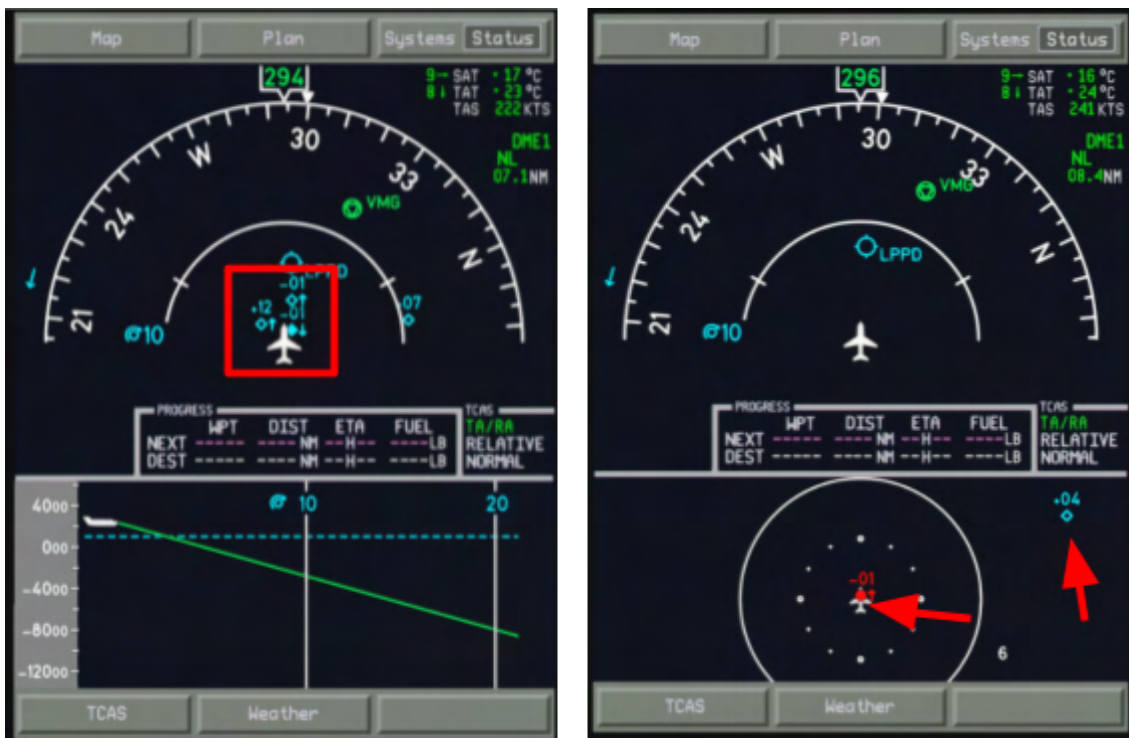 Map Plan Systems Status
294
9→ SAT +17 °C
8↓ TAT +23 °C
TAS 222 KTS
DME1
NL
07.1NM
21 24 W 30 33 N
VMG
LPPD
-01
+12
-01
07
10
PROGRESS TCAS
WPT DIST ETA FUEL TA/RA
NEXT ----- ----NM --H-- ----LB RELATIVE
DEST ----- ----NM --H-- ----LB NORMAL
10 20
4000
000
-4000
-8000
-12000
TCAS Weather
Map Plan Systems Status
296
9→ SAT +16 °C
8↓ TAT +24 °C
TAS 241 KTS
DME1
NL
08.4NM
21 24 W 30 33 N
VMG
LPPD
10
PROGRESS TCAS
WPT DIST ETA FUEL TA/RA
NEXT ----- ----NM --H-- ----LB RELATIVE
DEST ----- ----NM --H-- ----LB NORMAL
+04
-01
6
TCAS Weather